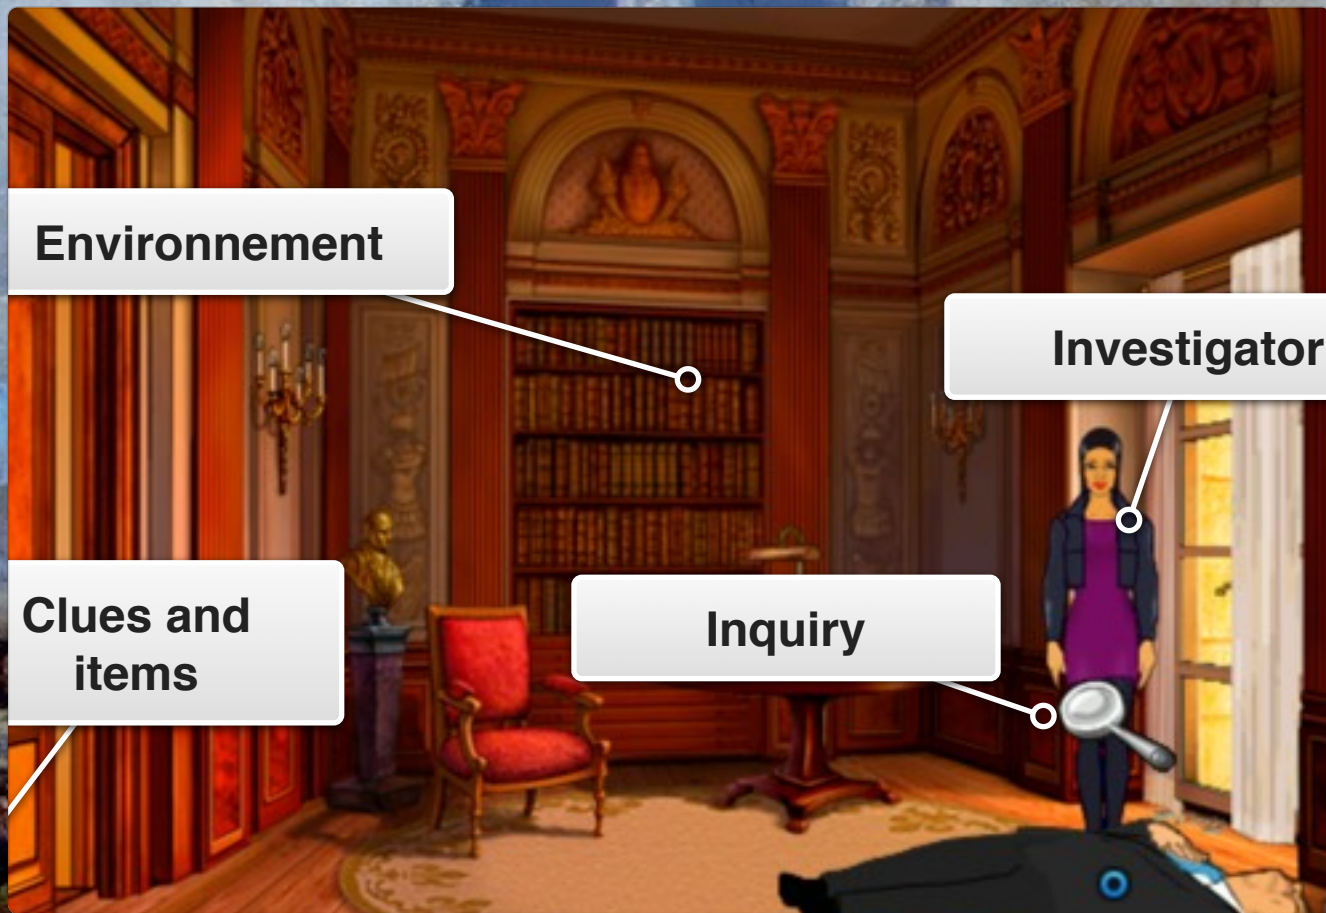 Environnement
Investigator
Clues and
items
Inquiry